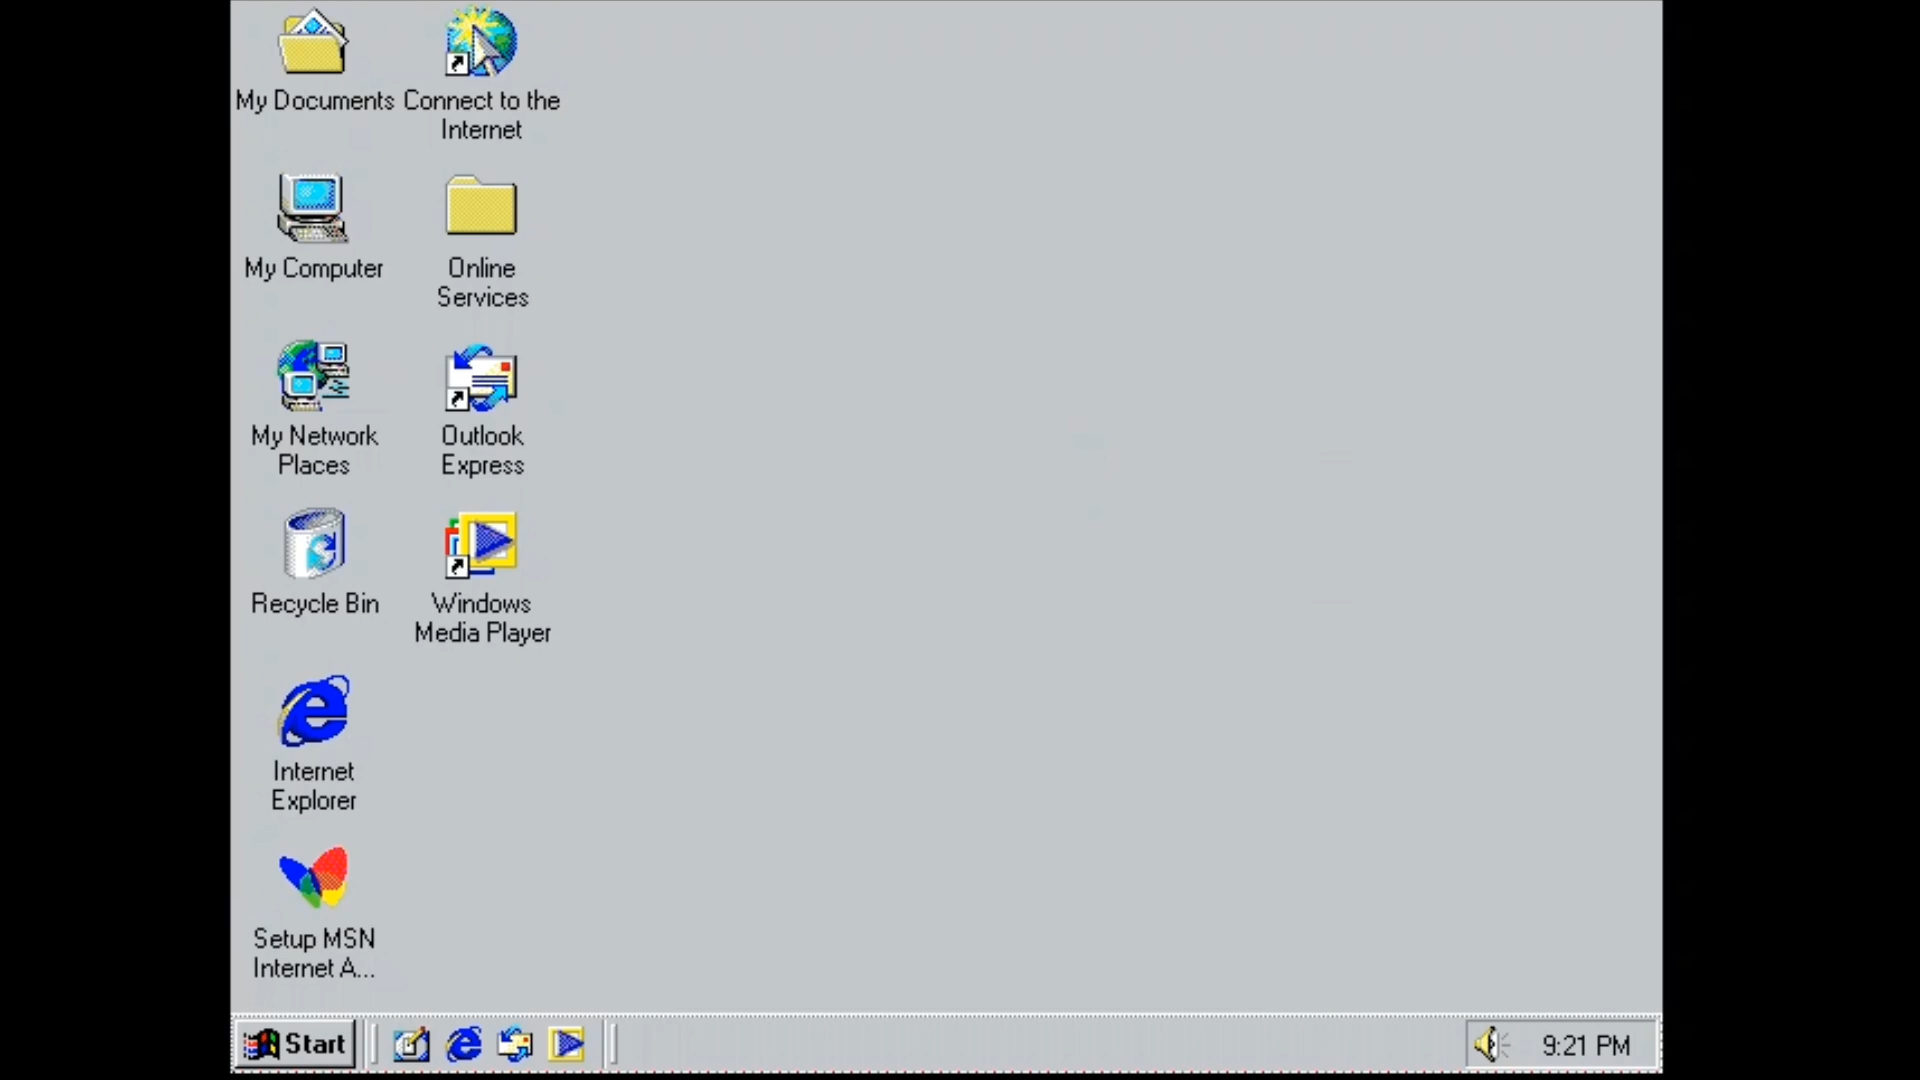 My Documents
Connect to the
Internet
My Computer
Online
Services
My Network
Places
Outlook
Express
Recycle Bin
Windows
Media Player
Internet
Explorer
Setup MSN
Internet A...
Start
9:21 PM